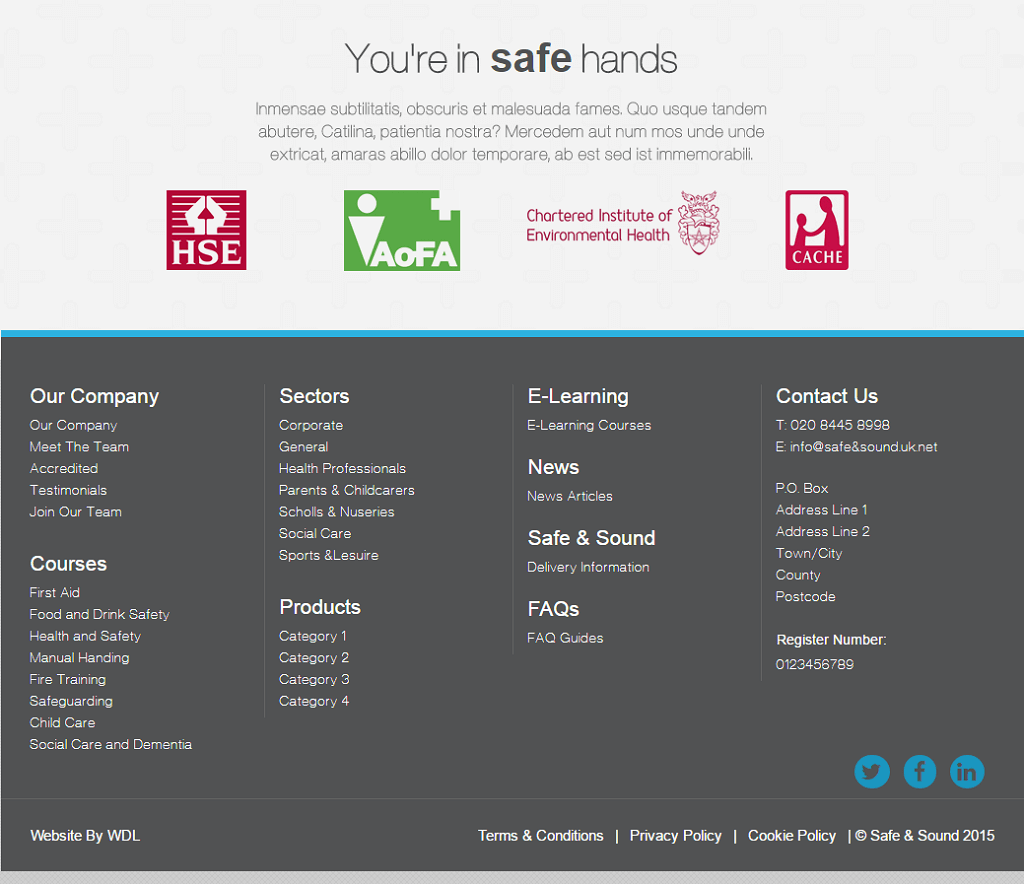 You're in safe hands
Inmensae subtilitatis, obscuris et malesuada fames. Quo usque tandem
abutere, Catilina, patientia nostra? Mercedem aut num mos unde unde
extricat, amaras abillo dolor temporare, ab est sed ist immemorabili.
HSE
AoFA
Chartered Institute of
Environmental Health
CACHE
Our Company
Our Company
Meet The Team
Accredited
Testimonials
Join Our Team
Courses
First Aid
Food and Drink Safety
Health and Safety
Manual Handing
Fire Training
Safeguarding
Child Care
Social Care and Dementia
Sectors
Corporate
General
Health Professionals
Parents & Childcarers
Scholls & Nuseries
Social Care
Sports &Lesuire
Products
Category 1
Category 2
Category 3
Category 4
E-Learning
E-Learning Courses
News
News Articles
Safe & Sound
Delivery Information
FAQs
FAQ Guides
Contact Us
T: 020 8445 8998
E: info@safe&sound.uk.net
P.O. Box
Address Line 1
Address Line 2
Town/City
County
Postcode
Register Number:
0123456789
Website By WDL
Terms & Conditions | Privacy Policy | Cookie Policy | © Safe & Sound 2015